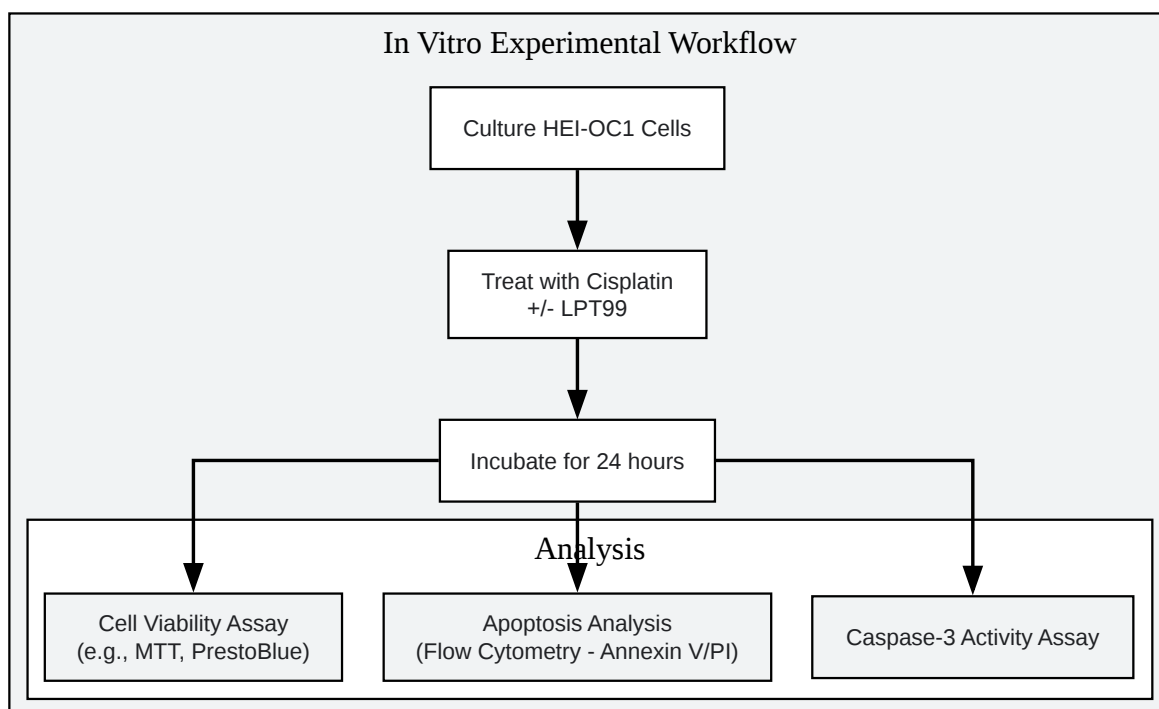 In Vitro Experimental Workflow
Culture HEI-OC1 Cells
Treat with Cisplatin
+/- LPT99
Incubate for 24 hours
Analysis
Cell Viability Assay
(e.g., MTT, PrestoBlue)
Apoptosis Analysis
(Flow Cytometry - Annexin V/PI)
Caspase-3 Activity Assay